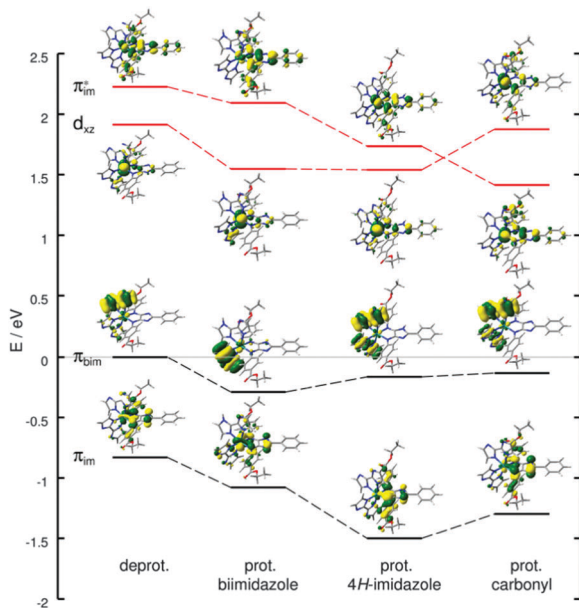 2.5
π*im
2
dxz
1.5
1
E / eV
0.5
0
πbim
-0.5
πim
-1
-1.5
deprot. prot. prot. prot.
biimidazole 4H-imidazole carbonyl
-2